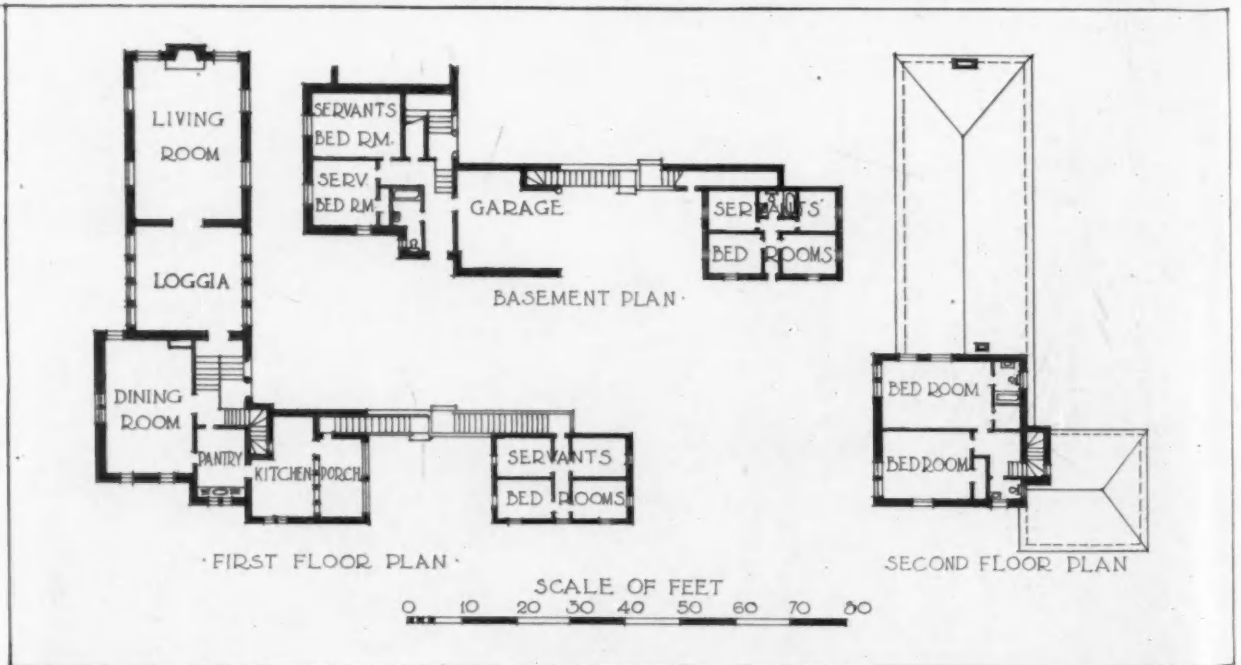 LIVING
ROOM
LOGGIA
DINING
ROOM
PANTRY
KITCHEN
PORCH
SERVANTS
BED ROOMS
·FIRST FLOOR PLAN·
SERVANTS
BED RM.
SERV.
BED RM
GARAGE
SERVANTS'
BED ROOMS
BASEMENT PLAN·
BED ROOM
BED ROOM
SECOND FLOOR PLAN
SCALE OF FEET
0 10 20 30 40 50 60 70 80